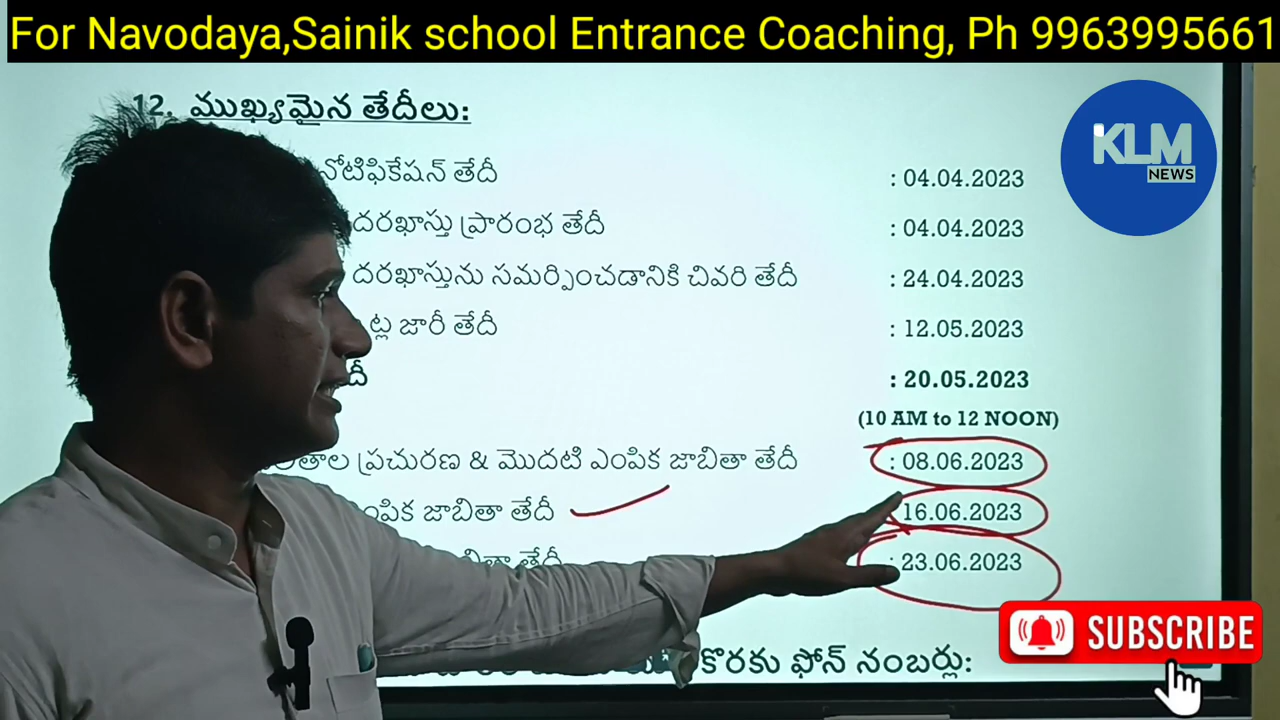 For Navodaya,Sainik school Entrance Coaching, Ph 9963995661
12. ముఖ్యమైన తేదీలు:
KLM
NEWS
నోటిఫికేషన్ తేదీ : 04.04.2023
దరఖాస్తు ప్రారంభ తేదీ : 04.04.2023
దరఖాస్తును సమర్పించడానికి చివరి తేదీ : 24.04.2023
జారీ తేదీ : 12.05.2023
: 20.05.2023
(10 AM to 12 NOON)
ప్రచురణ & మొదటి ఎంపిక జాబితా తేదీ : 08.06.2023
జాబితా తేదీ 16.06.2023
తేదీ : 23.06.2023
SUBSCRIBE
కొరకు ఫోన్ నంబర్లు: